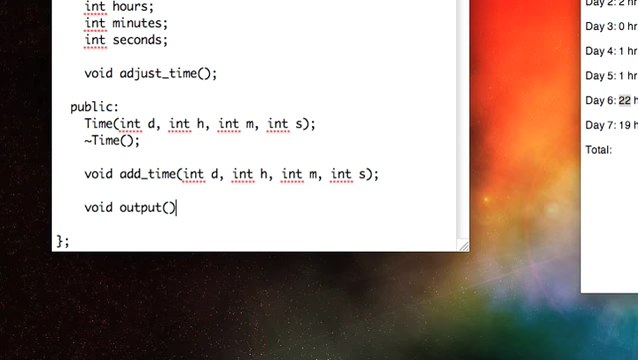 int hours;
int minutes;
int seconds;
void adjust_time();
public:
Time(int d, int h, int m, int s);
~Time();
void add_time(int d, int h, int m, int s);
void output()
};
Day 2: 2 hr
Day 3: 0 hr
Day 4: 1 hr
Day 5: 1 hr
Day 6: 22 h
Day 7: 19 h
Total: